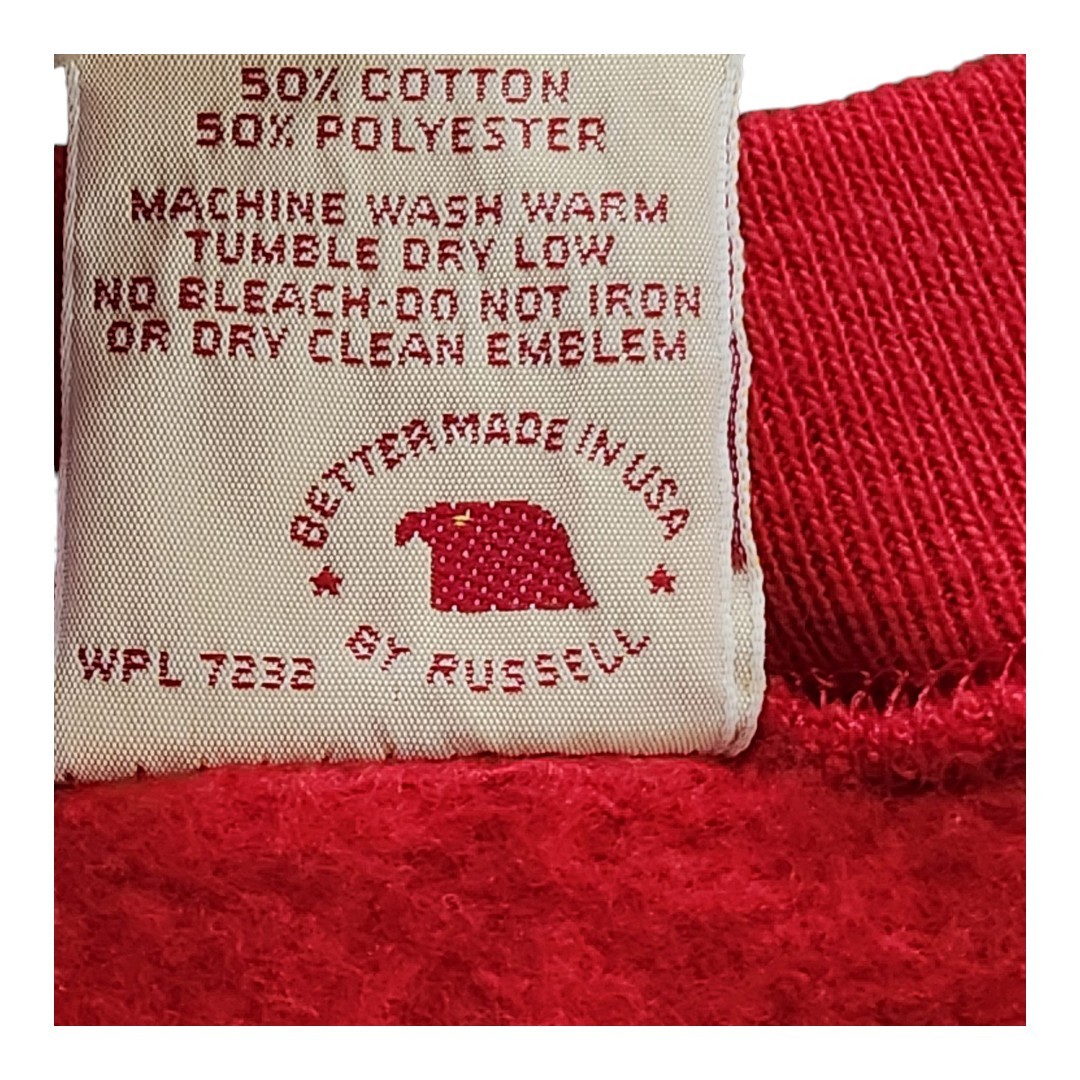 50% COTTON
50% POLYESTER
MACHINE WASH WARM
TUMBLE DRY LOW
NO BLEACH-DO NOT IRON
OR DRY CLEAN EMBLEM
BETTER MADE IN USA
BY RUSSELL
WPL 7232